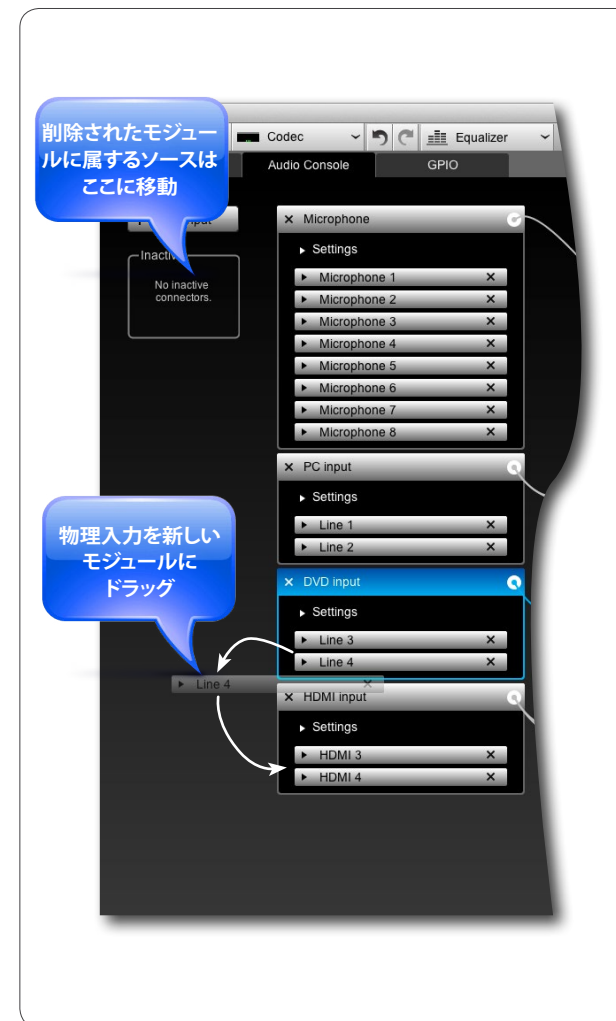 削除されたモジュー
ルに属するソースは
ここに移動
Codec
Equalizer
Audio Console
GPIO
No inactive
connectors.
Microphone
Settings
Microphone 1
Microphone 2
Microphone 3
Microphone 4
Microphone 5
Microphone 6
Microphone 7
Microphone 8
PC input
Settings
Line 1
Line 2
物理入力を新しい
モジュールに
ドラッグ
DVD input
Settings
Line 3
Line 4
Line 4
HDMI input
Settings
HDMI 3
HDMI 4